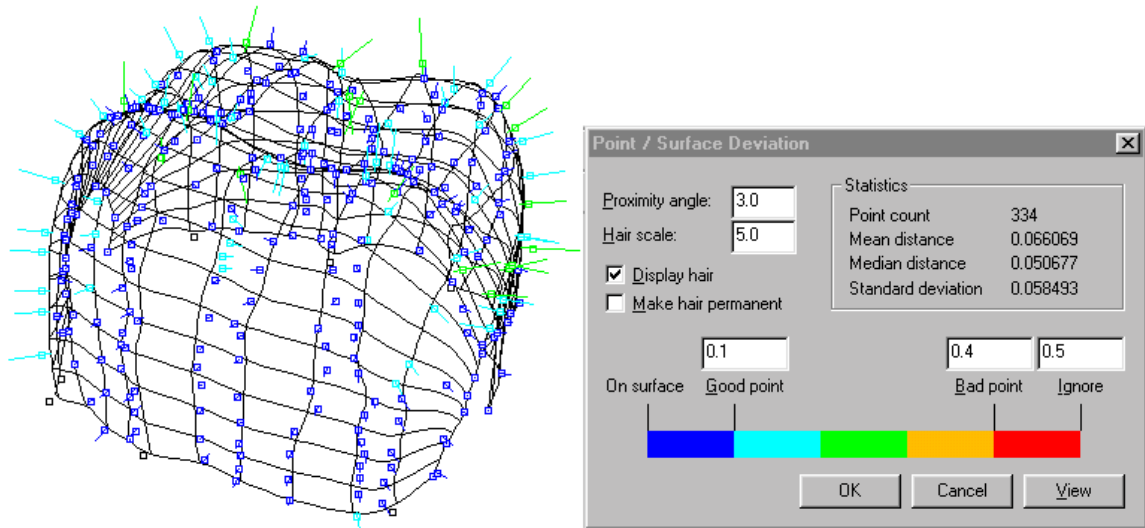 Point / Surface Deviation
Proximity angle: 3.0
Hair scale: 5.0
Display hair
Make hair permanent
Statistics
Point count 334
Mean distance 0.066069
Median distance 0.050677
Standard deviation 0.058493
0.1 0.4 0.5
On surface Good point Bad point Ignore
OK Cancel View